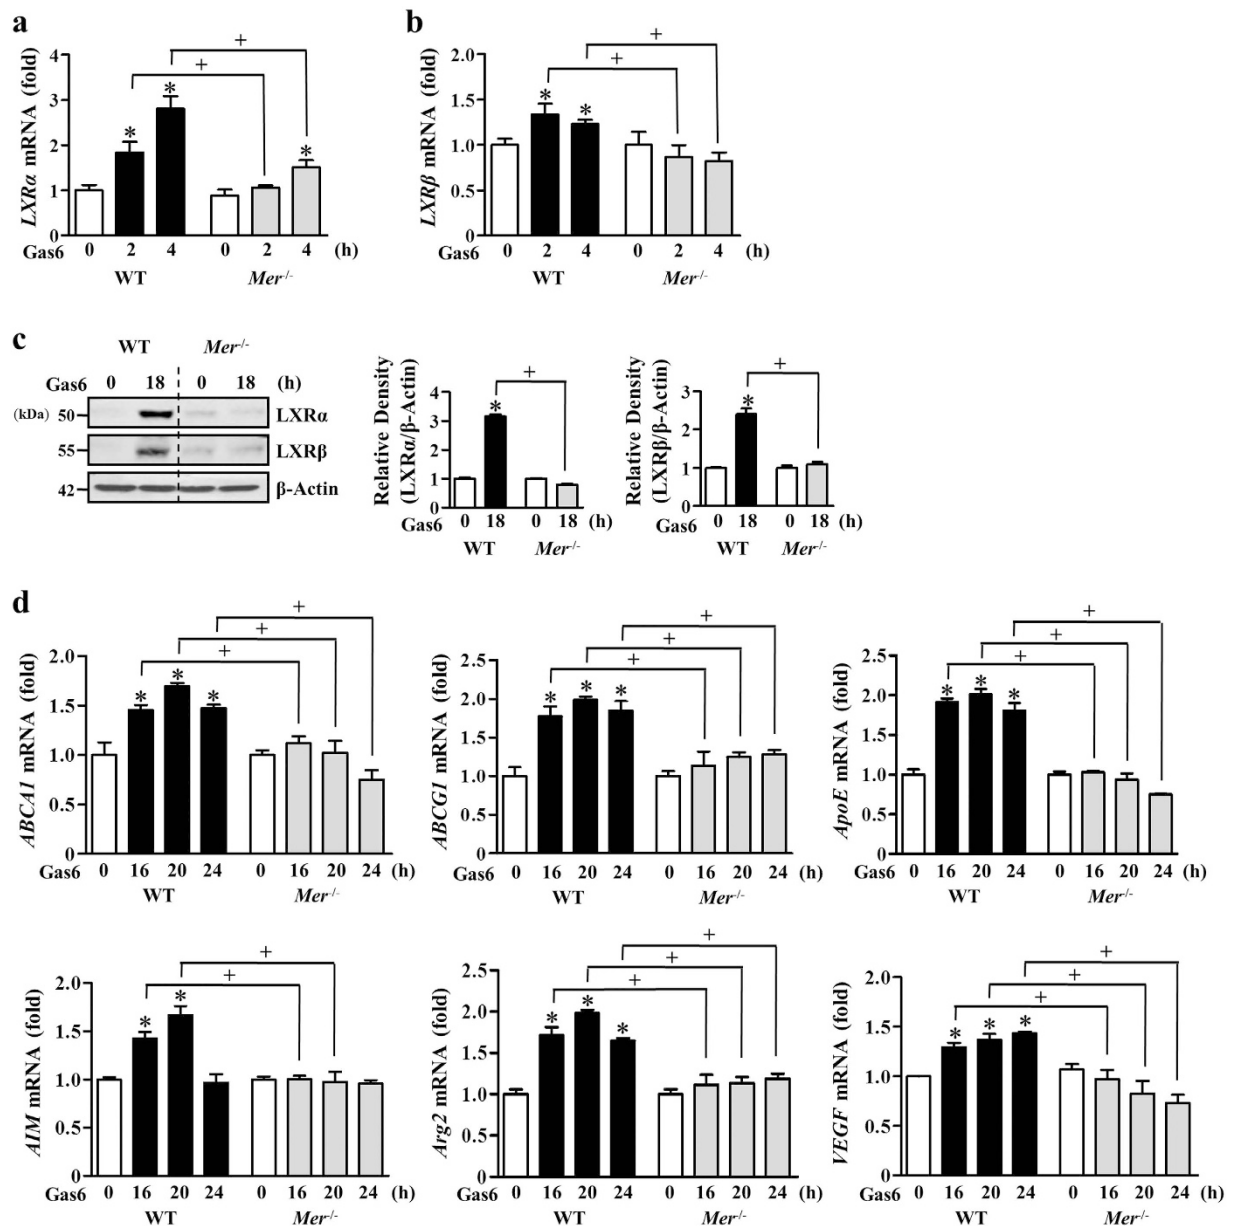 a
LXRα mRNA (fold)
4
3
2
1
0
* * *
+ +
Gas6 0 2 4 0 2 4 (h)
WT Mer-/-
b
LXRβ mRNA (fold)
2.0
1.5
1.0
0.5
0
* *
+ +
Gas6 0 2 4 0 2 4 (h)
WT Mer-/-
c
WT Mer-/-
Gas6 0 18 0 18 (h)
(kDa) 50 LXRα
55 LXRβ
42 β-Actin
Relative Density
(LXRα/β-Actin)
4
3
2
1
0
*
+
Gas6 0 18 0 18 (h)
WT Mer-/-
Relative Density
(LXRβ/β-Actin)
3
2
1
0
*
+
Gas6 0 18 0 18 (h)
WT Mer-/-
d
ABCA1 mRNA (fold)
2.0
1.5
1.0
0.5
0
* * *
+ + +
Gas6 0 16 20 24 0 16 20 24 (h)
WT Mer-/-
ABCG1 mRNA (fold)
2.5
2.0
1.5
1.0
0.5
0
* * *
+ + +
Gas6 0 16 20 24 0 16 20 24 (h)
WT Mer-/-
ApoE mRNA (fold)
2.5
2.0
1.5
1.0
0.5
0
* * *
+ + +
Gas6 0 16 20 24 0 16 20 24 (h)
WT Mer-/-
AIM mRNA (fold)
2.0
1.5
1.0
0.5
0
* *
+ +
Gas6 0 16 20 24 0 16 20 24 (h)
WT Mer-/-
Arg2 mRNA (fold)
2.5
2.0
1.5
1.0
0.5
0
* * *
+ + +
Gas6 0 16 20 24 0 16 20 24 (h)
WT Mer-/-
VEGF mRNA (fold)
2.0
1.5
1.0
0.5
0
* * *
+ + +
Gas6 0 16 20 24 0 16 20 24 (h)
WT Mer-/-